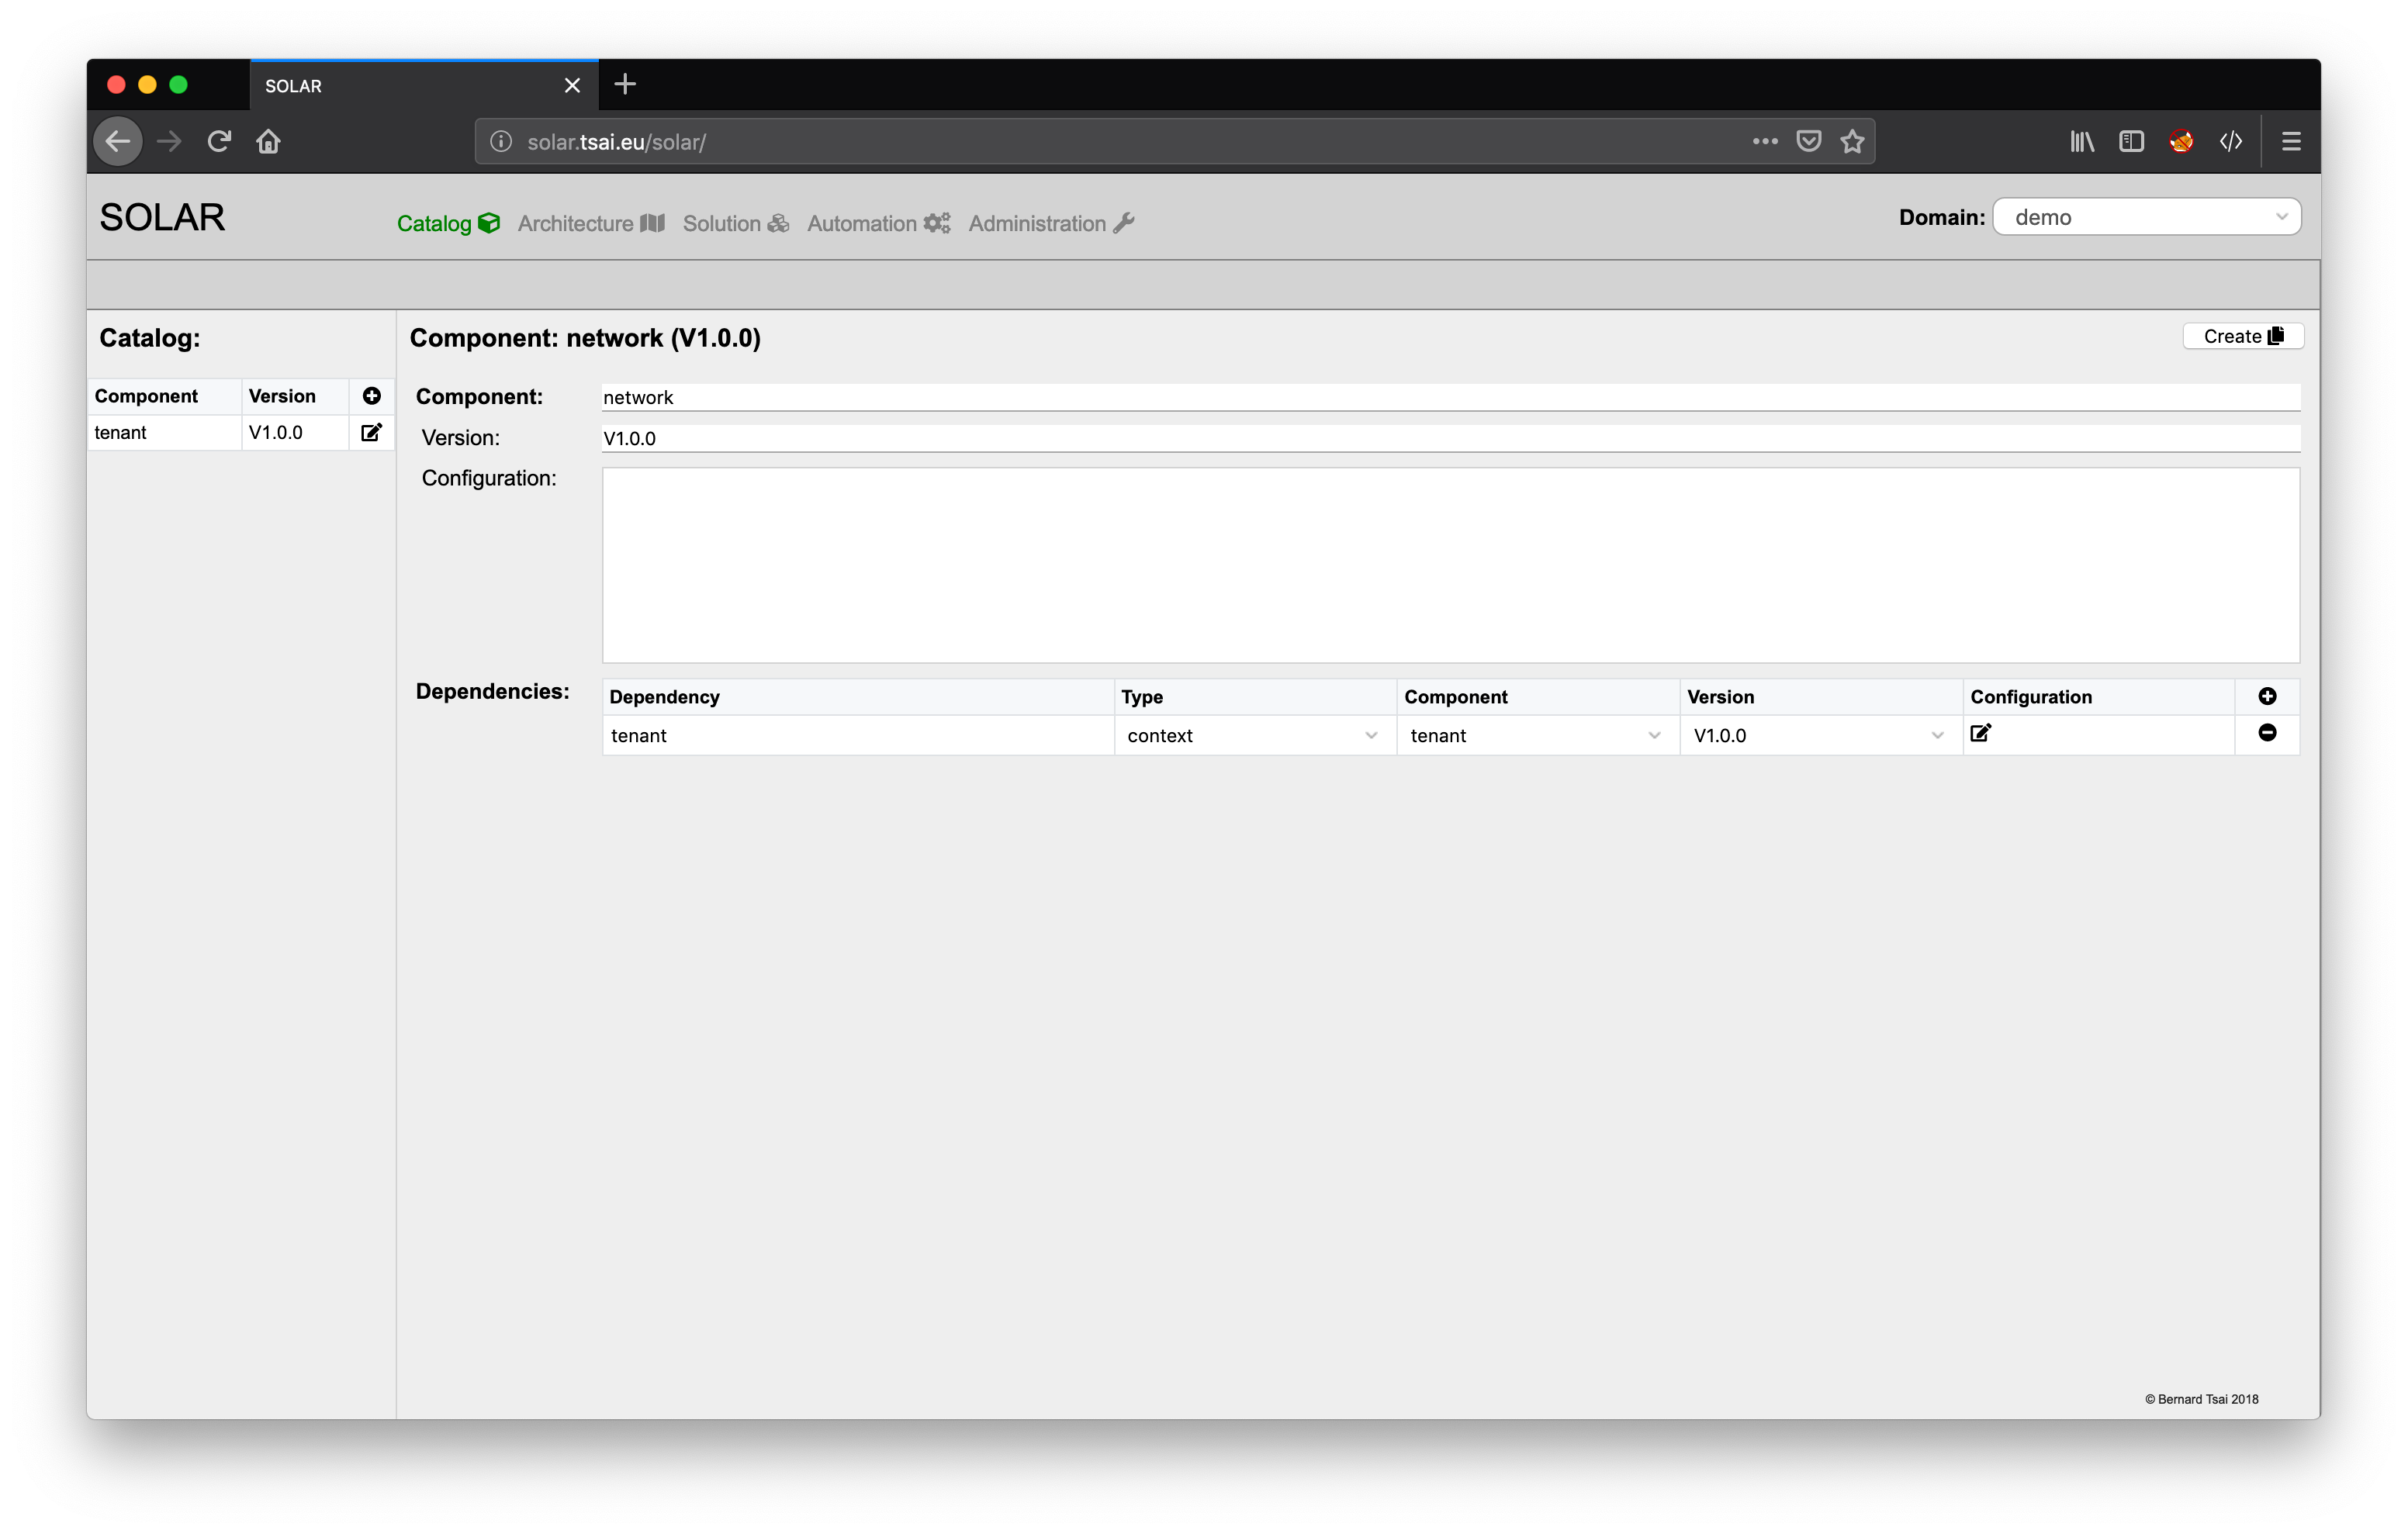 SOLAR
solar.tsai.eu/solar/
SOLAR
Catalog Architecture Solution Automation Administration
Domain: demo
Catalog:
Component: network (V1.0.0)
Create
Component Version
tenant V1.0.0
Component: network
Version: V1.0.0
Configuration:
Dependencies:
Dependency Type Component Version Configuration
tenant context tenant V1.0.0
© Bernard Tsai 2018